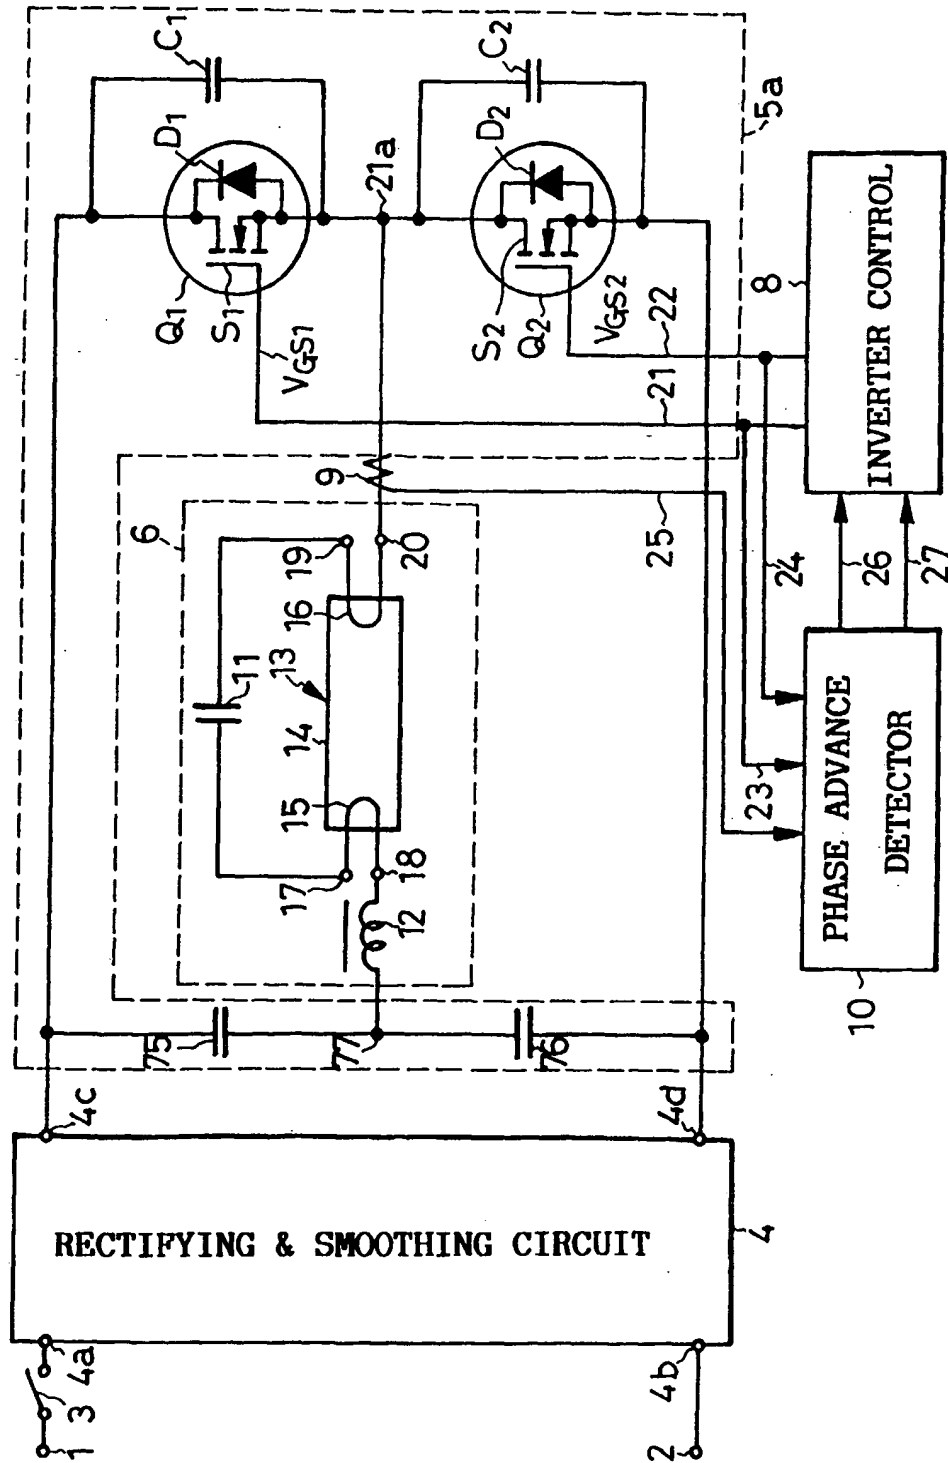 1
3
4a
2
4b
RECTIFYING & SMOOTHING CIRCUIT
4
4c
4d
75
77
76
6
11
12
17
18
15
14
13
16
19
20
9
5a
C1
D1
Q1
S1
VGS1
21a
C2
D2
S2
Q2
VGS2
21
22
25
24
23
PHASE ADVANCE
DETECTOR
10
26
27
INVERTER CONTROL
8